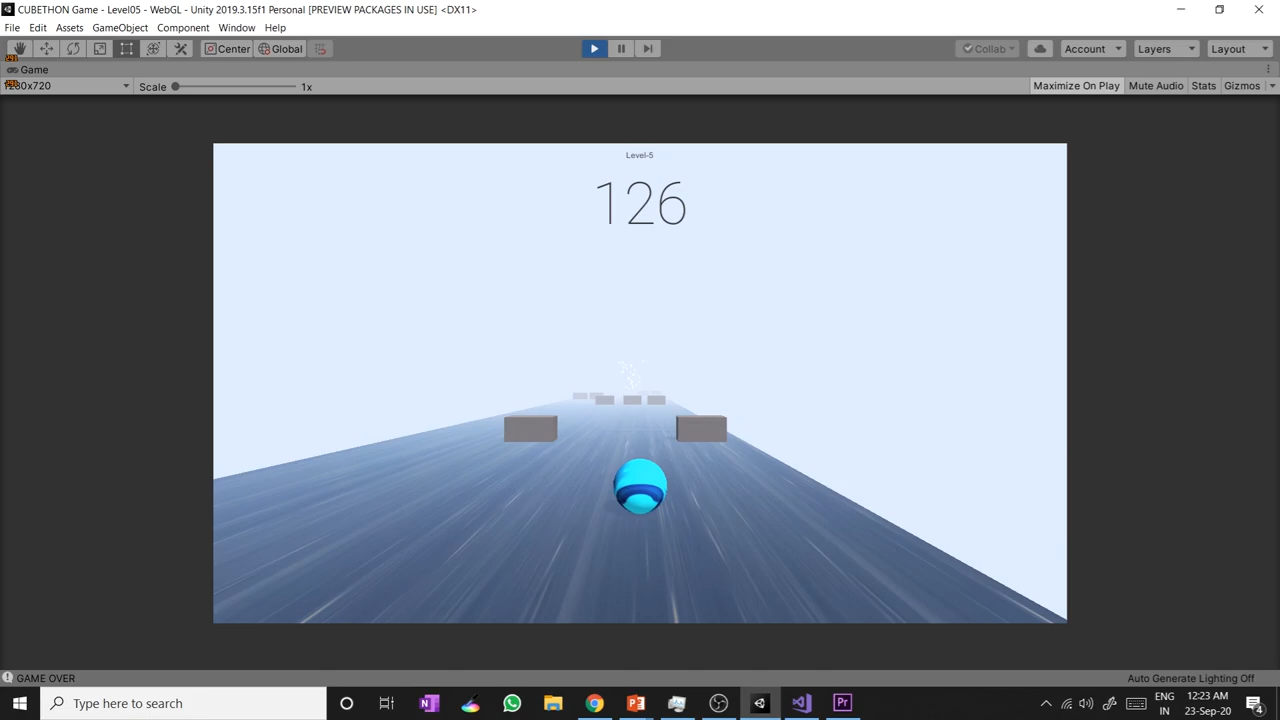 CUBETHON Game - Level05 - WebGL - Unity 2019.3.15f1 Personal [PREVIEW PACKAGES IN USE] <DX11>
File Edit Assets GameObject Component Window Help
Center Global Collab Account Layers Layout
Game
Scale 1x Maximize On Play Mute Audio Stats Gizmos
Level-5
126
GAME OVER Auto Generate Lighting Off
Type here to search
ENG 12:23 AM
IN 23-Sep-20 4